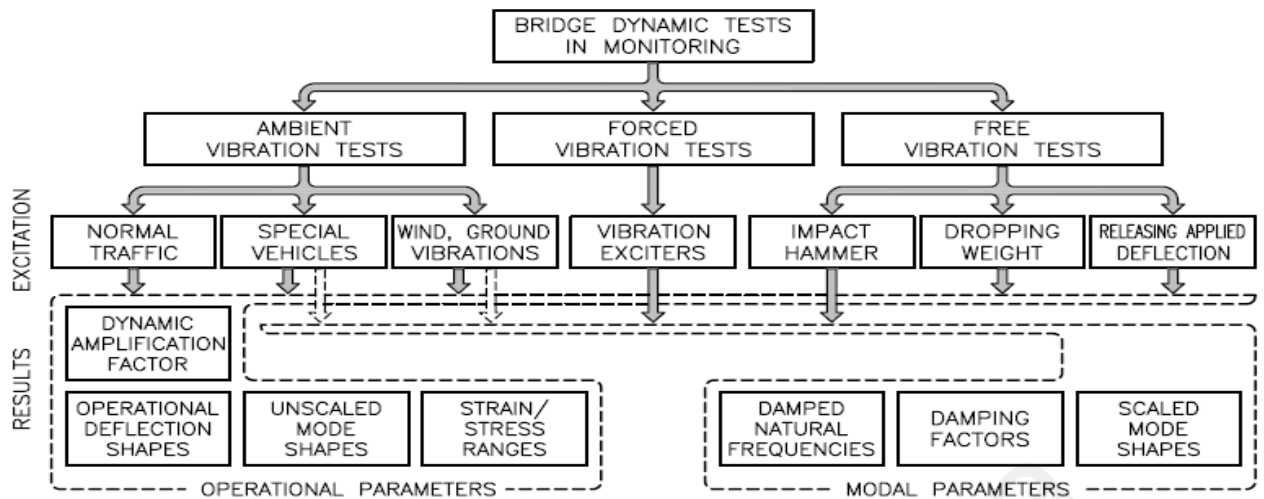 BRIDGE DYNAMIC TESTS
IN MONITORING
AMBIENT
VIBRATION TESTS
FORCED
VIBRATION TESTS
FREE
VIBRATION TESTS
EXCITATION
NORMAL
TRAFFIC
SPECIAL
VEHICLES
WIND, GROUND
VIBRATIONS
VIBRATION
EXCITERS
IMPACT
HAMMER
DROPPING
WEIGHT
RELEASING APPLIED
DEFLECTION
RESULTS
DYNAMIC
AMPLIFICATION
FACTOR
OPERATIONAL
DEFLECTION
SHAPES
UNSCALED
MODE
SHAPES
STRAIN/
STRESS
RANGES
DAMPED
NATURAL
FREQUENCIES
DAMPING
FACTORS
SCALED
MODE
SHAPES
OPERATIONAL PARAMETERS
MODAL PARAMETERS